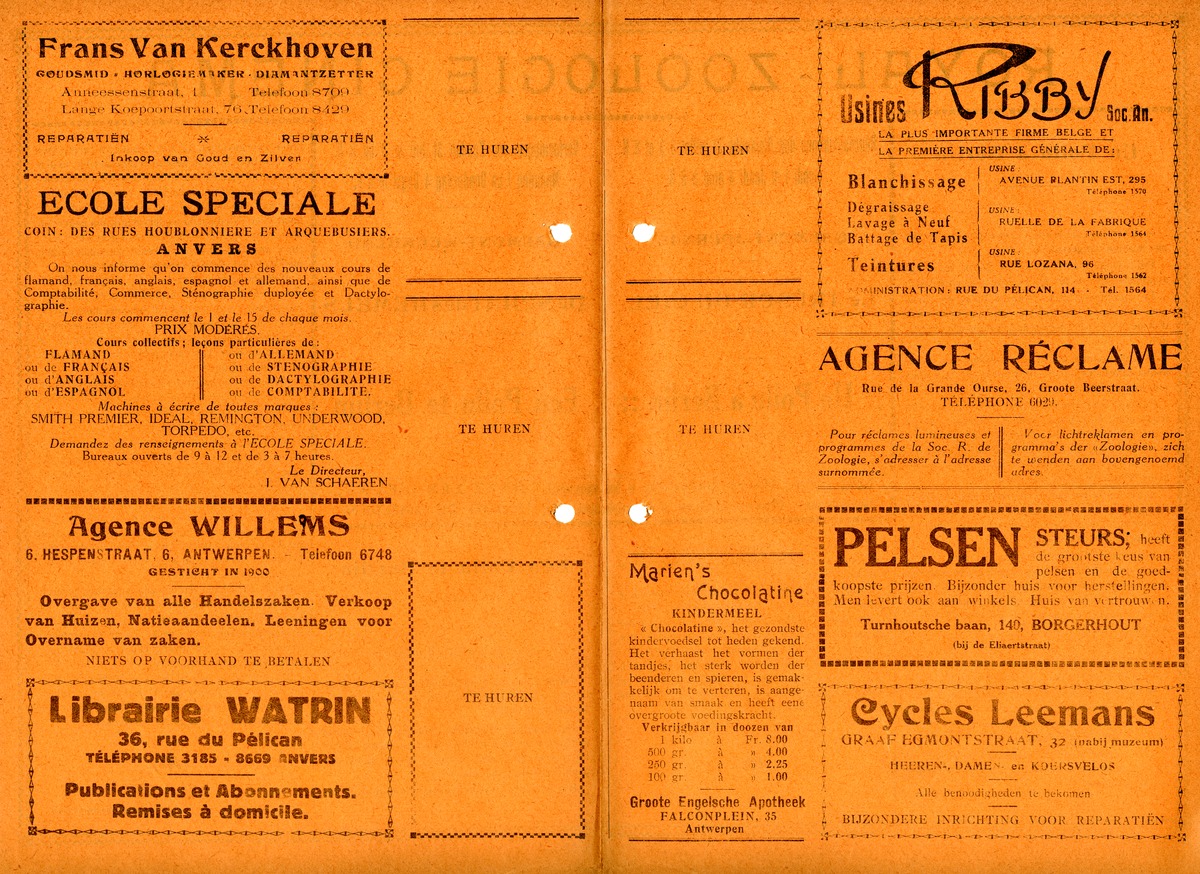 Frans Van Kerckhoven
GOUDSMID - HORLOGIEMAKER - DIAMANTZETTER
Anneessenstraat, 1 Telefoon 8709
Lange Koepoortstraat, 76. Telefoon 8429
REPARATIËN REPARATIËN
Inkoop van Goud en Zilver
ECOLE SPECIALE
COIN: DES RUES HOUBLONNIERE ET ARQUEBUSIERS.
ANVERS
On nous informe qu'on commence des nouveaux cours de
flamand, français, anglais, espagnol et allemand, ainsi que de
Comptabilité, Commerce, Sténographie duployée et Dactylo-
graphie.
Les cours commencent le 1 et le 15 de chaque mois.
PRIX MODÉRÉS.
Cours collectifs; leçons particulières de:
FLAMAND ou d'ALLEMAND
ou de FRANÇAIS ou de STENOGRAPHIE
ou d'ANGLAIS ou de DACTYLOGRAPHIE
ou d'ESPAGNOL ou de COMPTABILITE.
Machines à écrire de toutes marques:
SMITH PREMIER, IDEAL, REMINGTON, UNDERWOOD,
TORPEDO, etc.
Demandez des renseignements à l'ECOLE SPECIALE.
Bureaux ouverts de 9 à 12 et de 3 à 7 heures.
Le Directeur,
J. VAN SCHAEREN
Agence WILLEMS
6, HESPENSTRAAT, 6, ANTWERPEN. - Telefoon 6748
GESTICHT IN 1900
Overgave van alle Handelszaken. Verkoop
van Huizen, Natieaandeelen. Leeningen voor
Overname van zaken.
NIETS OP VOORHAND TE BETALEN
Librairie WATRIN
36, rue du Pélican
TÉLÉPHONE 3185 - 8669 ANVERS
Publications et Abonnements.
Remises à domicile.
TE HUREN
TE HUREN
TE HUREN
TE HUREN
TE HUREN
Marien's
Chocolatine
KINDERMEEL
« Chocolatine », het gezondste
kindervoedsel tot heden gekend.
Het verhaast het vormen der
tandjes, het sterk worden der
beenderen en spieren, is gemak-
kelijk om te verteren, is aange-
naam van smaak en heeft eene
overgroote voedingskracht.
Verkrijgbaar in doozen van
1 kilo à Fr. 8.00
500 gr. à » 4.00
250 gr. à » 2.25
100 gr. à » 1.00
Groote Engelsche Apotheek
FALCONPLEIN, 35
Antwerpen
Usines RIBBY Soc. An.
LA PLUS IMPORTANTE FIRME BELGE ET
LA PREMIÈRE ENTREPRISE GÉNÉRALE DE:
Blanchissage
Dégraissage
Lavage à Neuf
Battage de Tapis
Teintures
USINE:
AVENUE PLANTIN EST, 295
Téléphone 1570
USINE:
RUELLE DE LA FABRIQUE
Téléphone 1564
USINE:
RUE LOZANA, 96
Téléphone 1562
ADMINISTRATION: RUE DU PÉLICAN, 114 - Tél. 1564
AGENCE RÉCLAME
Rue de la Grande Ourse, 26, Groote Beerstraat.
TÉLÉPHONE 6029.
Pour réclames lumineuses et
programmes de la Soc. R. de
Zoologie, s'adresser à l'adresse
surnommée.
Voor lichtreklamen en pro-
gramma's der «Zoologie», zich
te wenden aan bovengenoemd
adres.
PELSEN STEURS; heeft
de grootste keus van
pelsen en de goed-
koopste prijzen. Bijzonder huis voor herstellingen.
Men levert ook aan winkels. Huis van vertrouwen.
Turnhoutsche baan, 140, BORGERHOUT
(bij de Eliaertstraat)
Cycles Leemans
GRAAF EGMONTSTRAAT, 32 (nabij muzeum)
HEEREN-, DAMEN- en KOERSVELOS
Alle benoodigheden te bekomen
BIJZONDERE INRICHTING VOOR REPARATIËN